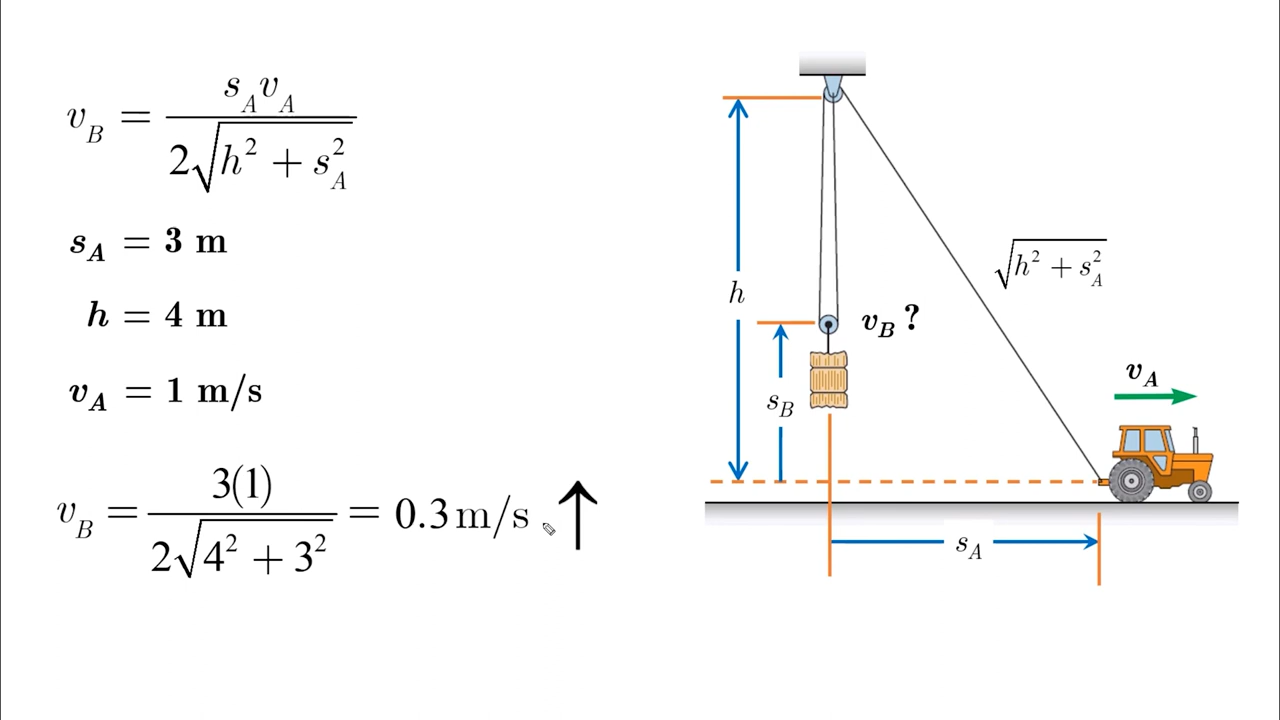 v_B = s_A v_A / 2√(h² + s_A²)
s_A = 3 m
h = 4 m
v_A = 1 m/s
v_B = 3(1) / 2√(4² + 3²) = 0.3 m/s ↑
h
√(h² + s_A²)
v_B ?
v_A
s_B
s_A